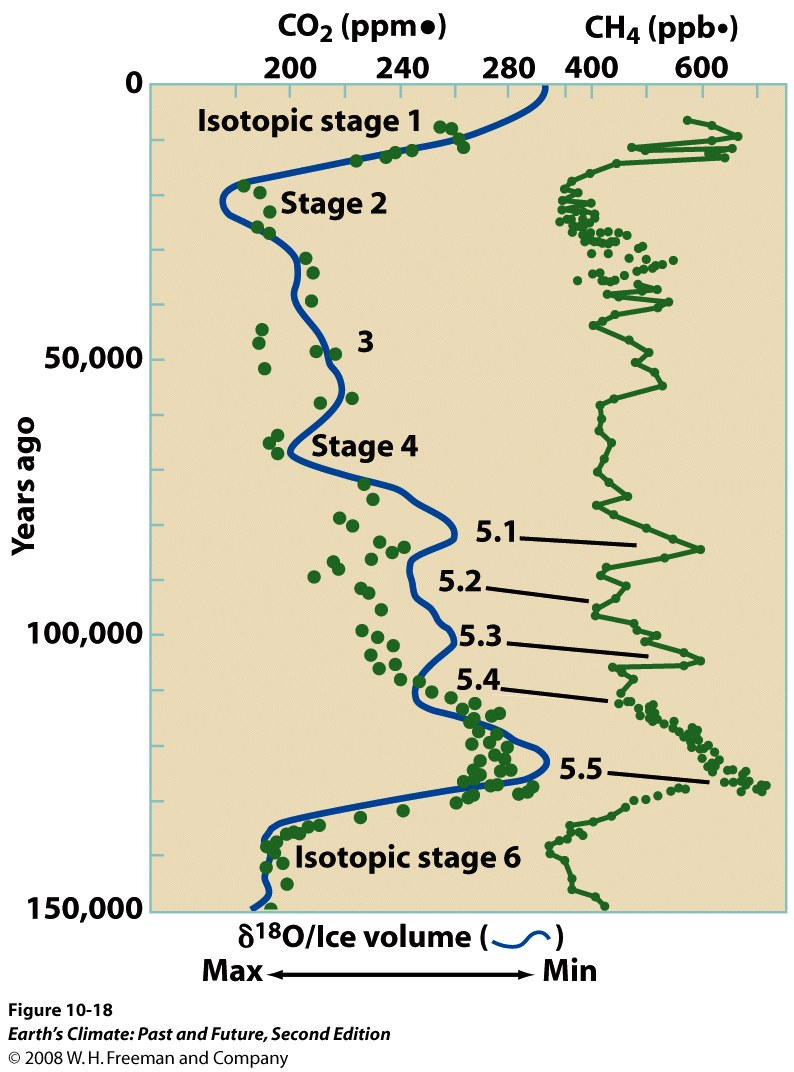 CO₂ (ppm●) CH₄ (ppb•)
200 240 280 400 600
0
Isotopic stage 1
Stage 2
3
50,000
Stage 4
Years ago
5.1
5.2
100,000
5.3
5.4
5.5
Isotopic stage 6
150,000
δ¹⁸O/Ice volume ( )
Max Min
Figure 10-18
Earth's Climate: Past and Future, Second Edition
© 2008 W. H. Freeman and Company